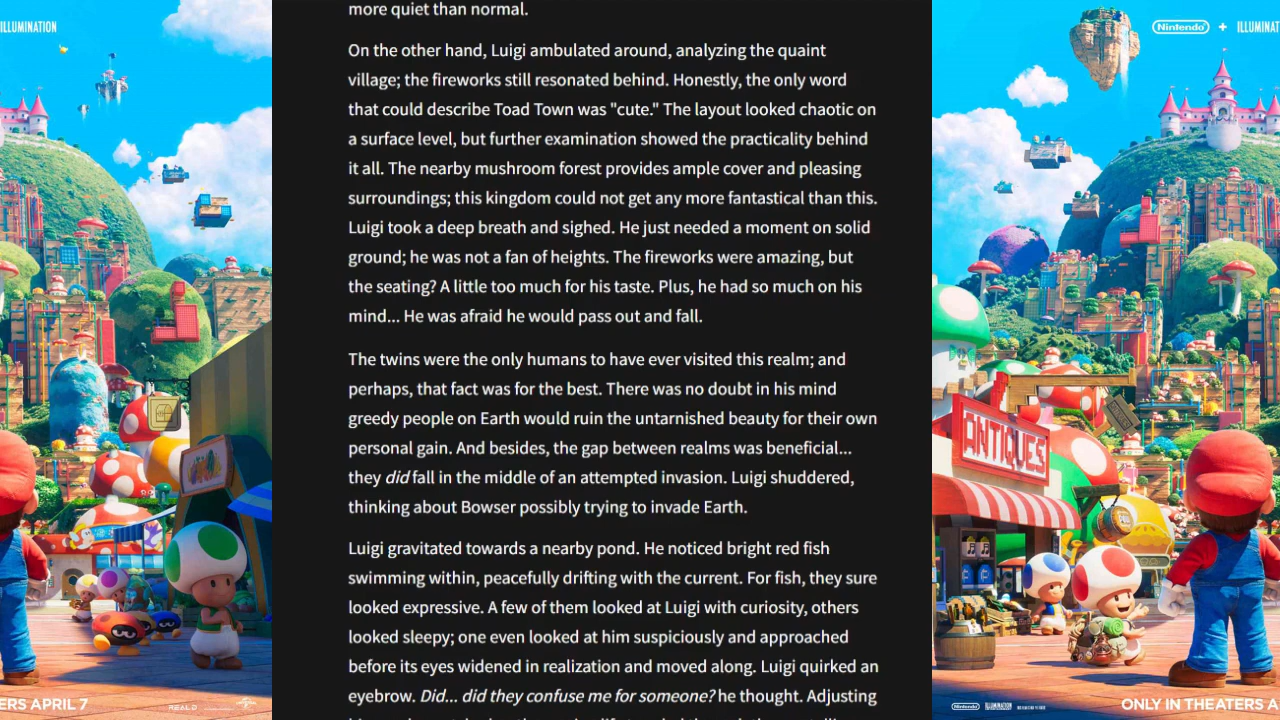 ILLUMINATION
more quiet than normal.
On the other hand, Luigi ambulated around, analyzing the quaint
village; the fireworks still resonated behind. Honestly, the only word
that could describe Toad Town was "cute." The layout looked chaotic on
a surface level, but further examination showed the practicality behind
it all. The nearby mushroom forest provides ample cover and pleasing
surroundings; this kingdom could not get any more fantastical than this.
Luigi took a deep breath and sighed. He just needed a moment on solid
ground; he was not a fan of heights. The fireworks were amazing, but
the seating? A little too much for his taste. Plus, he had so much on his
mind... He was afraid he would pass out and fall.
The twins were the only humans to have ever visited this realm; and
perhaps, that fact was for the best. There was no doubt in his mind
greedy people on Earth would ruin the untarnished beauty for their own
personal gain. And besides, the gap between realms was beneficial...
they did fall in the middle of an attempted invasion. Luigi shuddered,
thinking about Bowser possibly trying to invade Earth.
Luigi gravitated towards a nearby pond. He noticed bright red fish
swimming within, peacefully drifting with the current. For fish, they sure
looked expressive. A few of them looked at Luigi with curiosity, others
looked sleepy; one even looked at him suspiciously and approached
before its eyes widened in realization and moved along. Luigi quirked an
eyebrow. Did... did they confuse me for someone? he thought. Adjusting
ERS APRIL 7
REALD
Nintendo + ILLUMINAT
ANTIQUES
Nintendo ILLUMINATION
ONLY IN THEATERS A